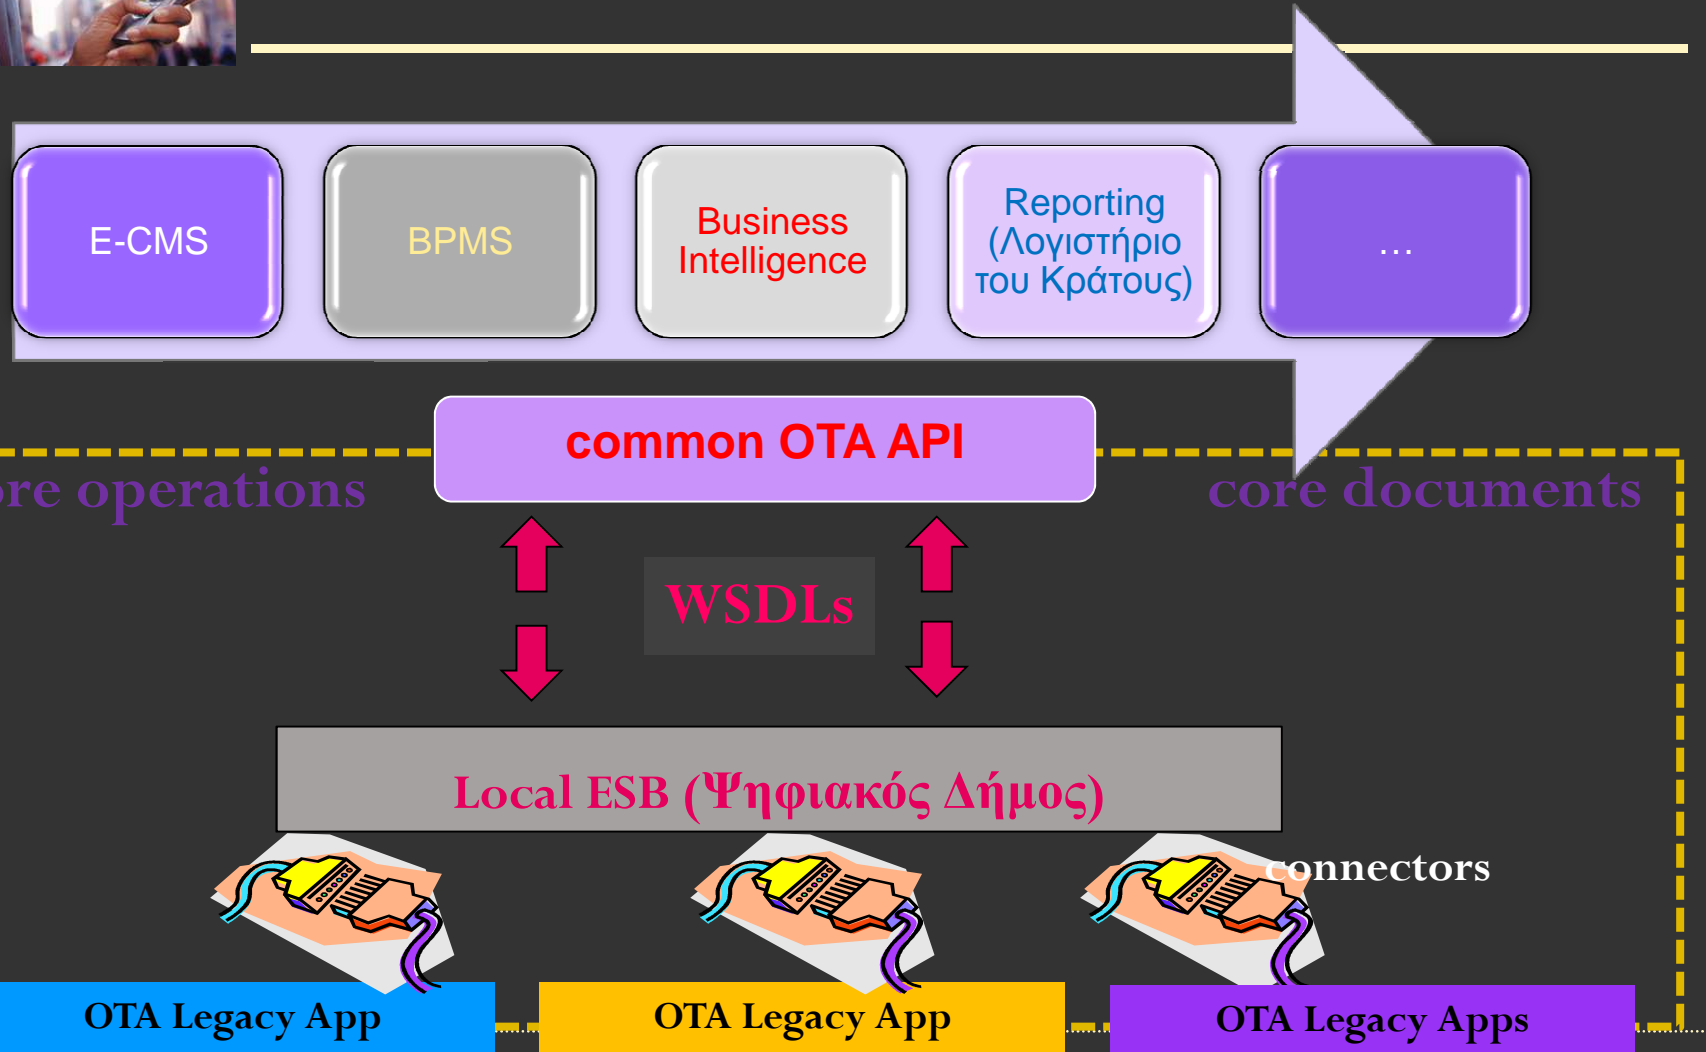 E-CMS
BPMS
Business
Intelligence
Reporting
(Λογιστήριο
του Κράτους)
...
common OTA API
re operations
core documents
WSDLs
Local ESB (Ψηφιακός Δήμος)
connectors
OTA Legacy App
OTA Legacy App
OTA Legacy Apps